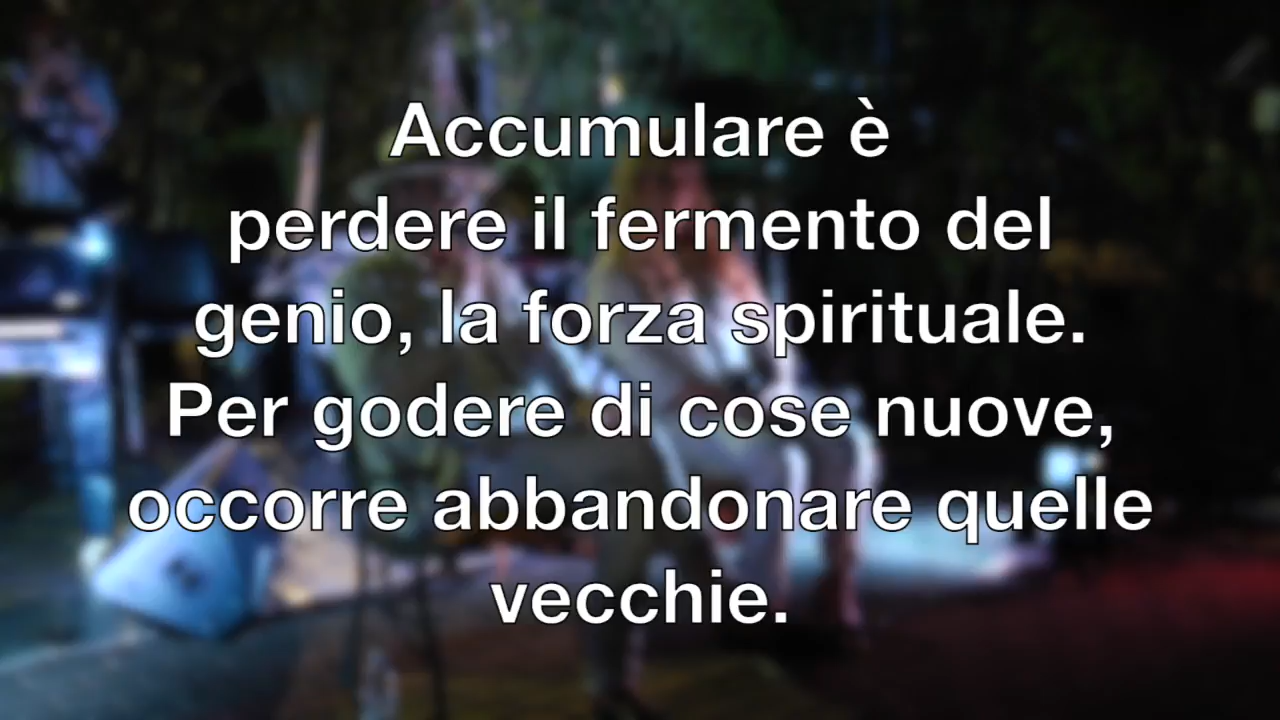 Accumulare è
perdere il fermento del
genio, la forza spirituale.
Per godere di cose nuove,
occorre abbandonare quelle
vecchie.